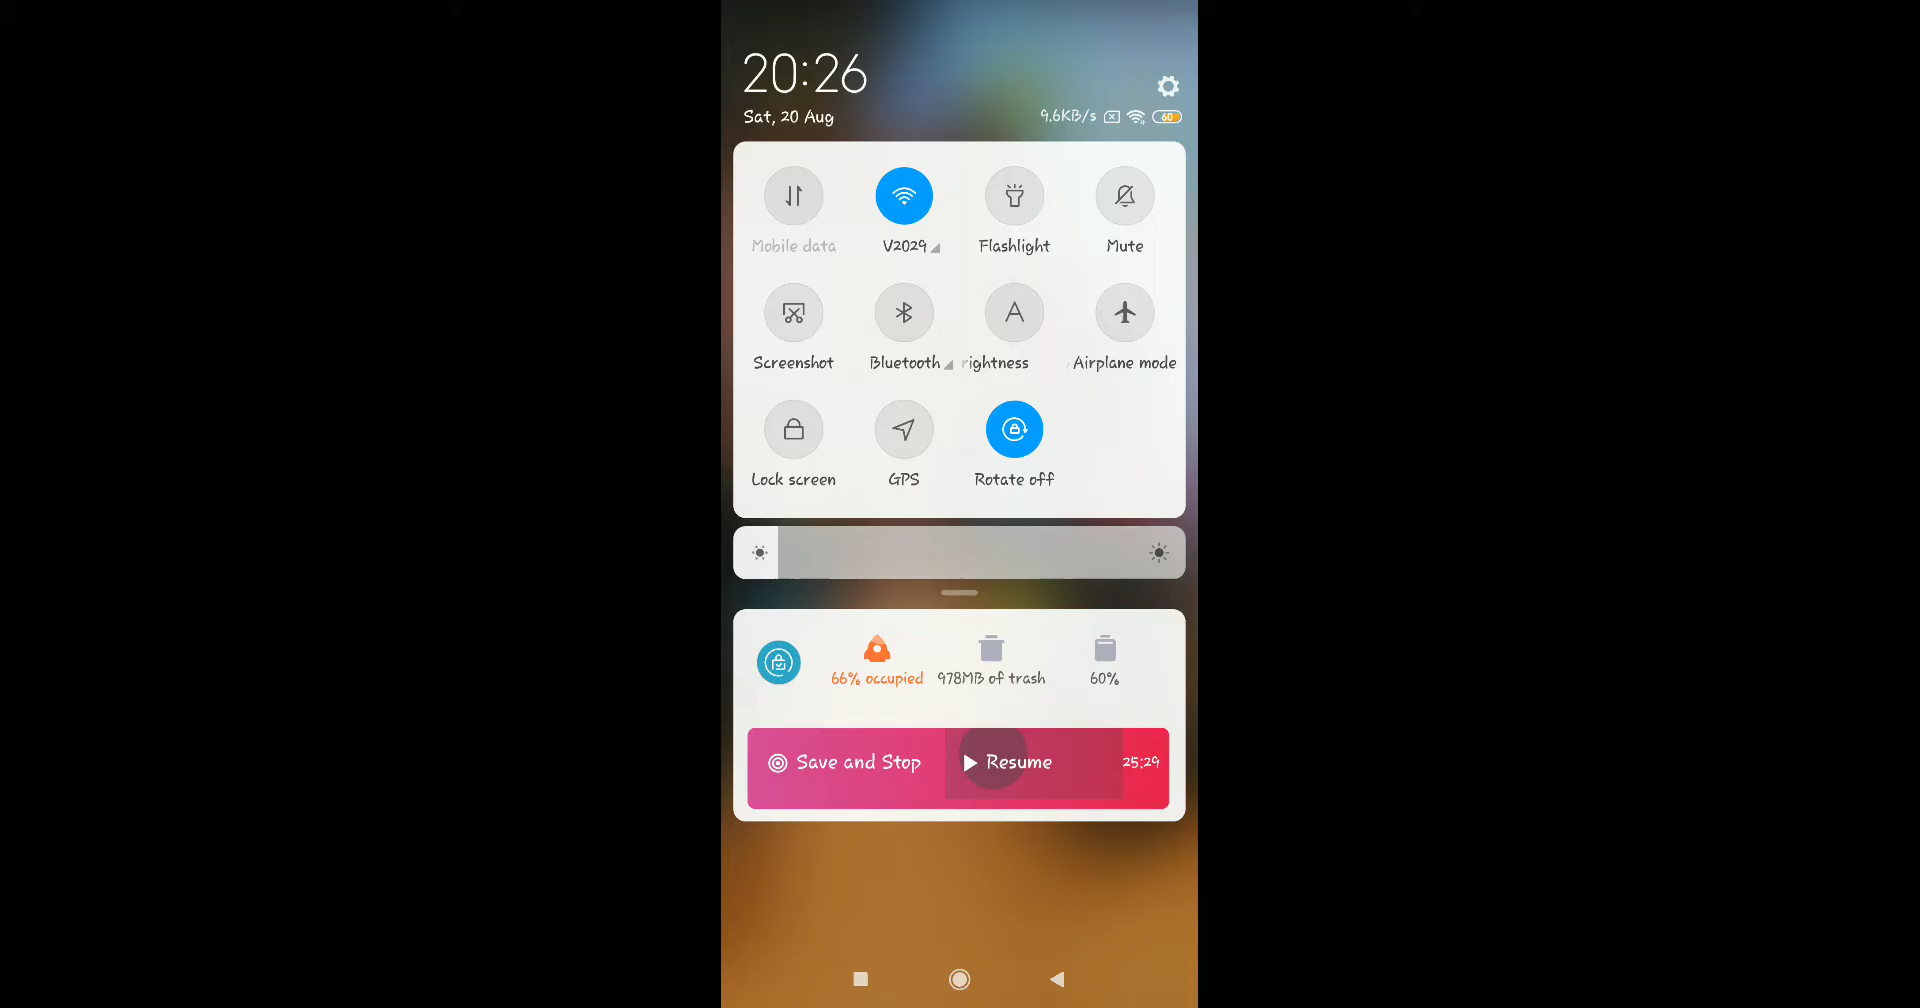 20:26
Sat, 20 Aug
9.6KB/s 60
Mobile data V2029 Flashlight Mute
Screenshot Bluetooth rightness Airplane mode
Lock screen GPS Rotate off
66% occupied 978MB of trash 60%
Save and Stop Resume 25:29